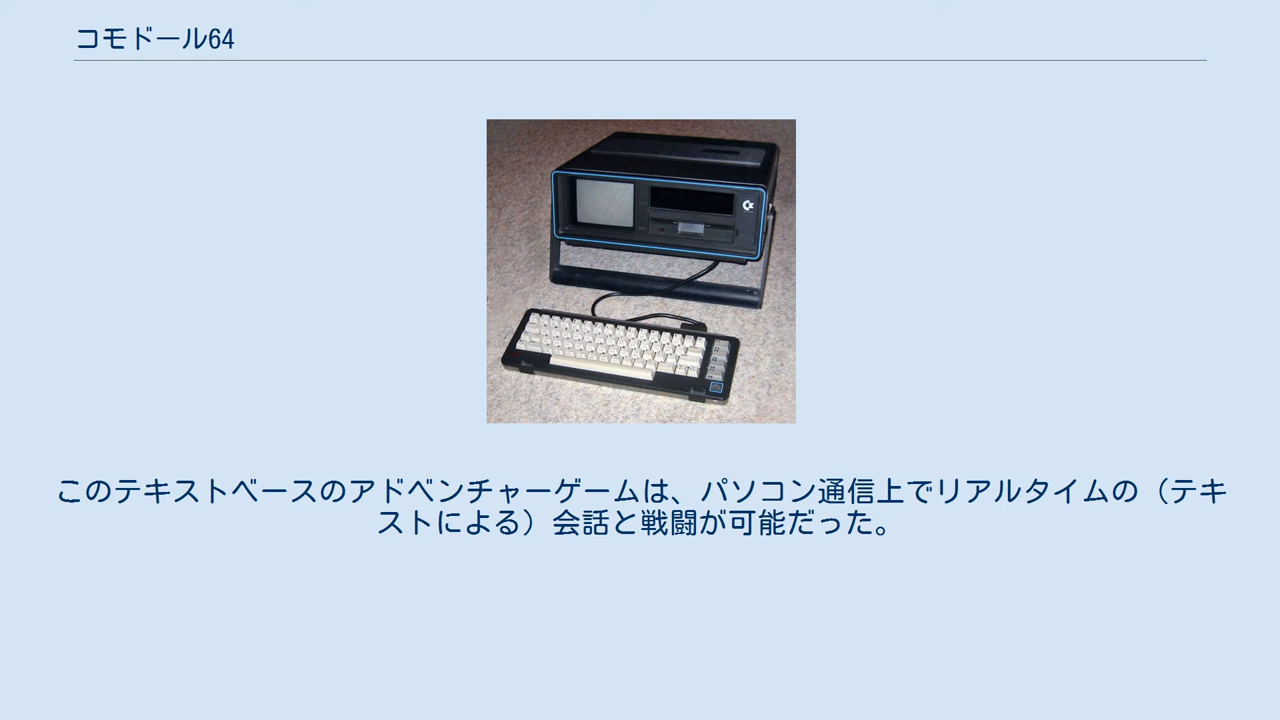 コモドール64
このテキストベースのアドベンチャーゲームは、パソコン通信上でリアルタイムの（テキ
ストによる）会話と戦闘が可能だった。